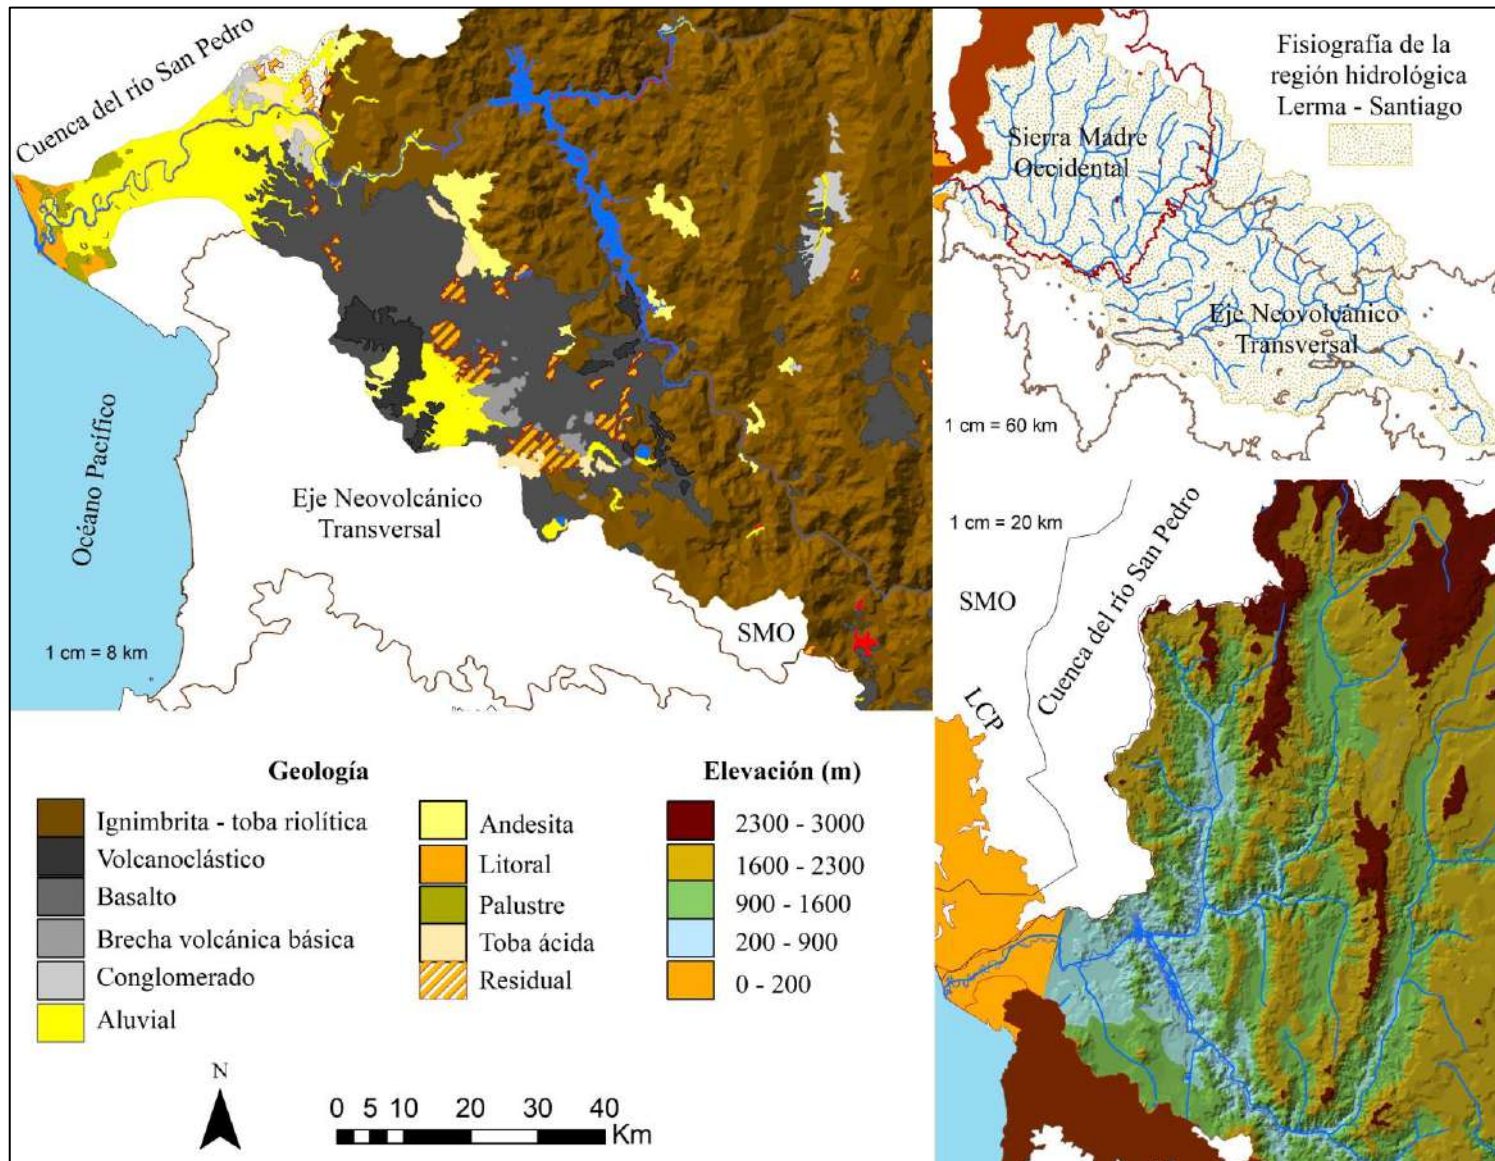 Cuenca del río San Pedro
Océano Pacífico
Eje Neovolcánico
Transversal
SMO
1 cm = 8 km
Fisiografía de la
región hidrológica
Lerma - Santiago
Sierra Madre
Occidental
Eje Neovolcánico
Transversal
1 cm = 60 km
1 cm = 20 km
SMO
Cuenca del río San Pedro
LCP
Geología
Ignimbrita - toba riolítica
Volcanoclástico
Basalto
Brecha volcánica básica
Conglomerado
Aluvial
Andesita
Litoral
Palustre
Toba ácida
Residual
Elevación (m)
2300 - 3000
1600 - 2300
900 - 1600
200 - 900
0 - 200
N
0 5 10 20 30 40
Km